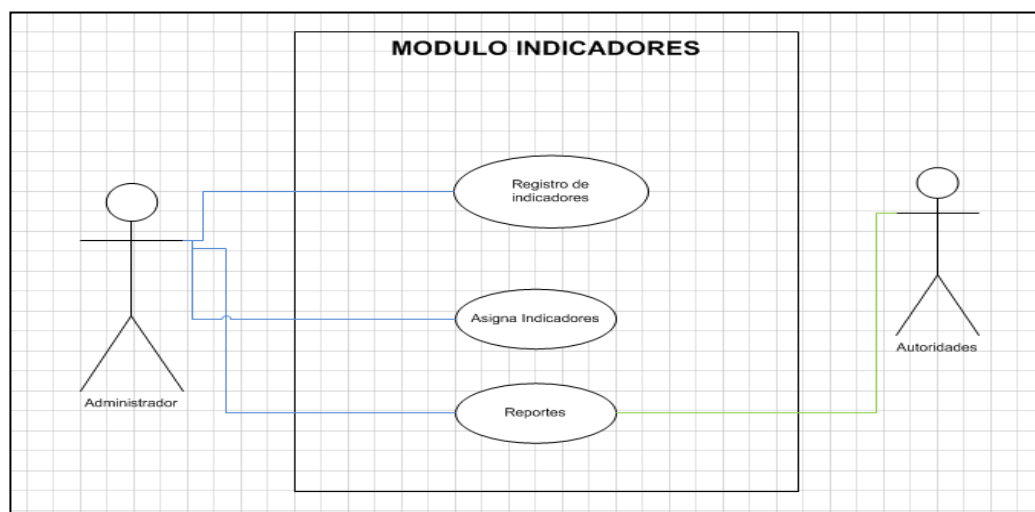 MODULO INDICADORES
Registro de
indicadores
Asigna Indicadores
Autoridades
Administrador
Reportes